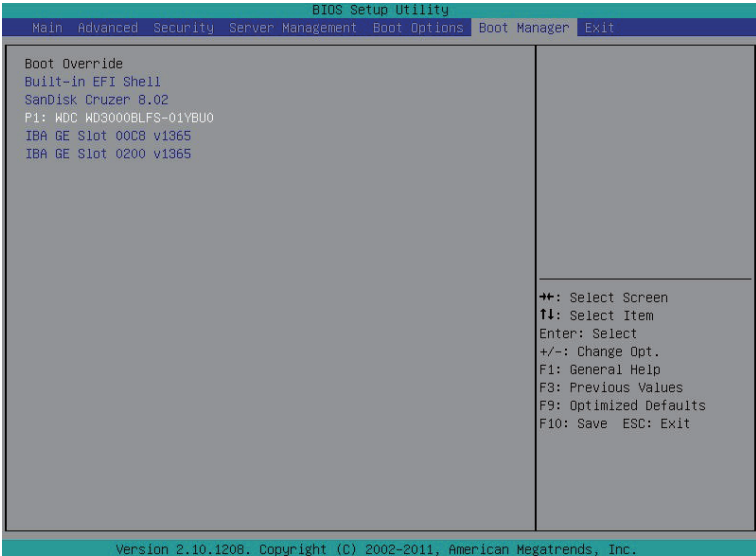 BIOS Setup Utility
Main Advanced Security Server Management Boot Options Boot Manager Exit
Boot Override
Built-in EFI Shell
SanDisk Cruzer 8.02
P1: WDC WD3000BLFS-01YBU0
IBA GE Slot 00C8 v1365
IBA GE Slot 0200 v1365
→←: Select Screen
↑↓: Select Item
Enter: Select
+/-: Change Opt.
F1: General Help
F3: Previous Values
F9: Optimized Defaults
F10: Save ESC: Exit
Version 2.10.1208. Copyright (C) 2002-2011, American Megatrends, Inc.